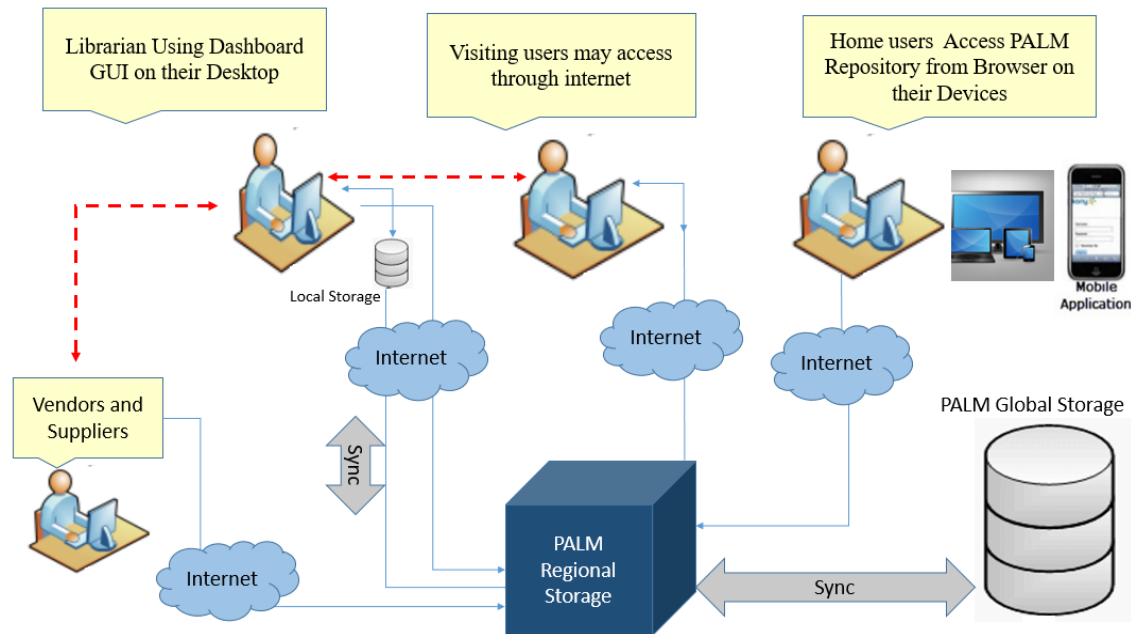 Librarian Using Dashboard
GUI on their Desktop
Visiting users may access
through internet
Home users Access PALM
Repository from Browser on
their Devices
Local Storage
Mobile
Application
Internet
Internet
Internet
Vendors and
Suppliers
PALM Global Storage
Sync
Internet
PALM
Regional
Storage
Sync